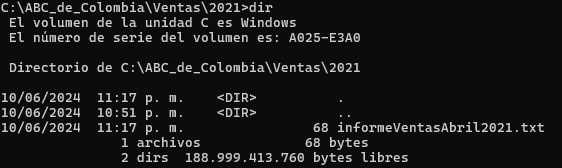 C:\ABC_de_Colombia\Ventas\2021>dir
 El volumen de la unidad C es Windows
 El número de serie del volumen es: A025-E3A0

 Directorio de C:\ABC_de_Colombia\Ventas\2021

10/06/2024  11:17 p. m.    <DIR>          .
10/06/2024  10:51 p. m.    <DIR>          ..
10/06/2024  11:17 p. m.                68 informeVentasAbril2021.txt
               1 archivos             68 bytes
               2 dirs  188.999.413.760 bytes libres